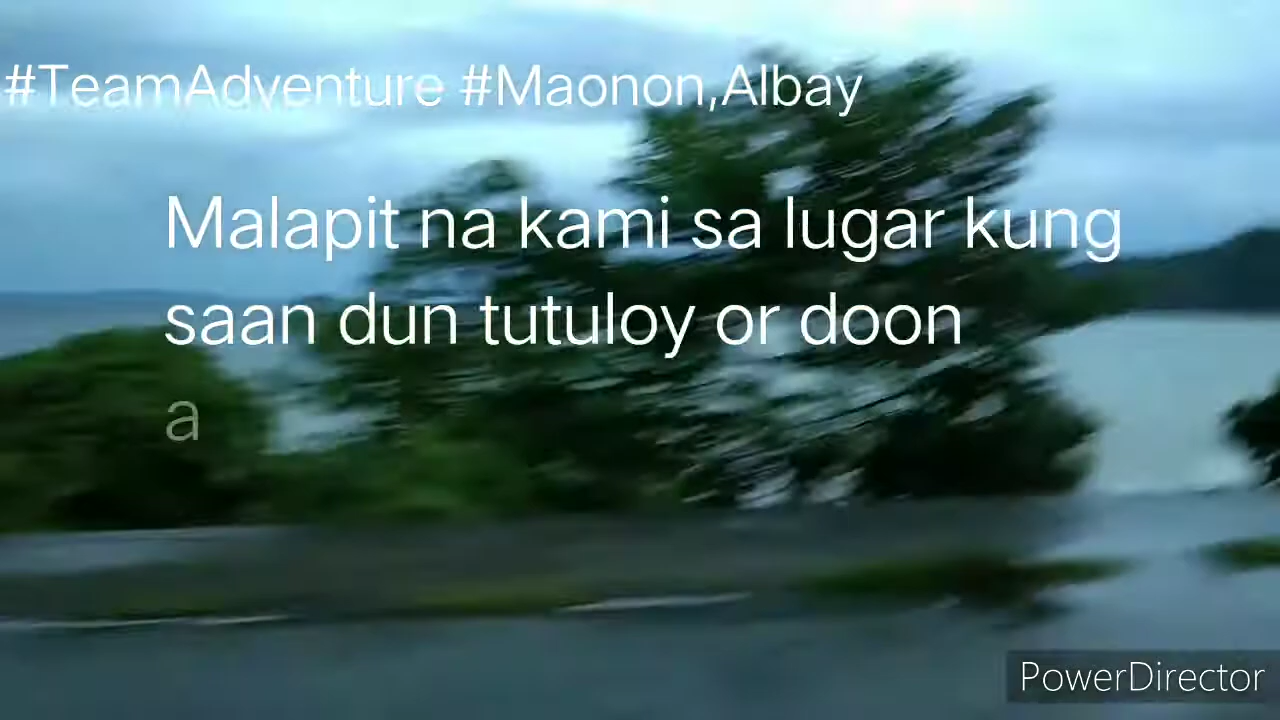 #TeamAdventure #Maonon,Albay
Malapit na kami sa lugar kung
saan dun tutuloy or doon
a
PowerDirector